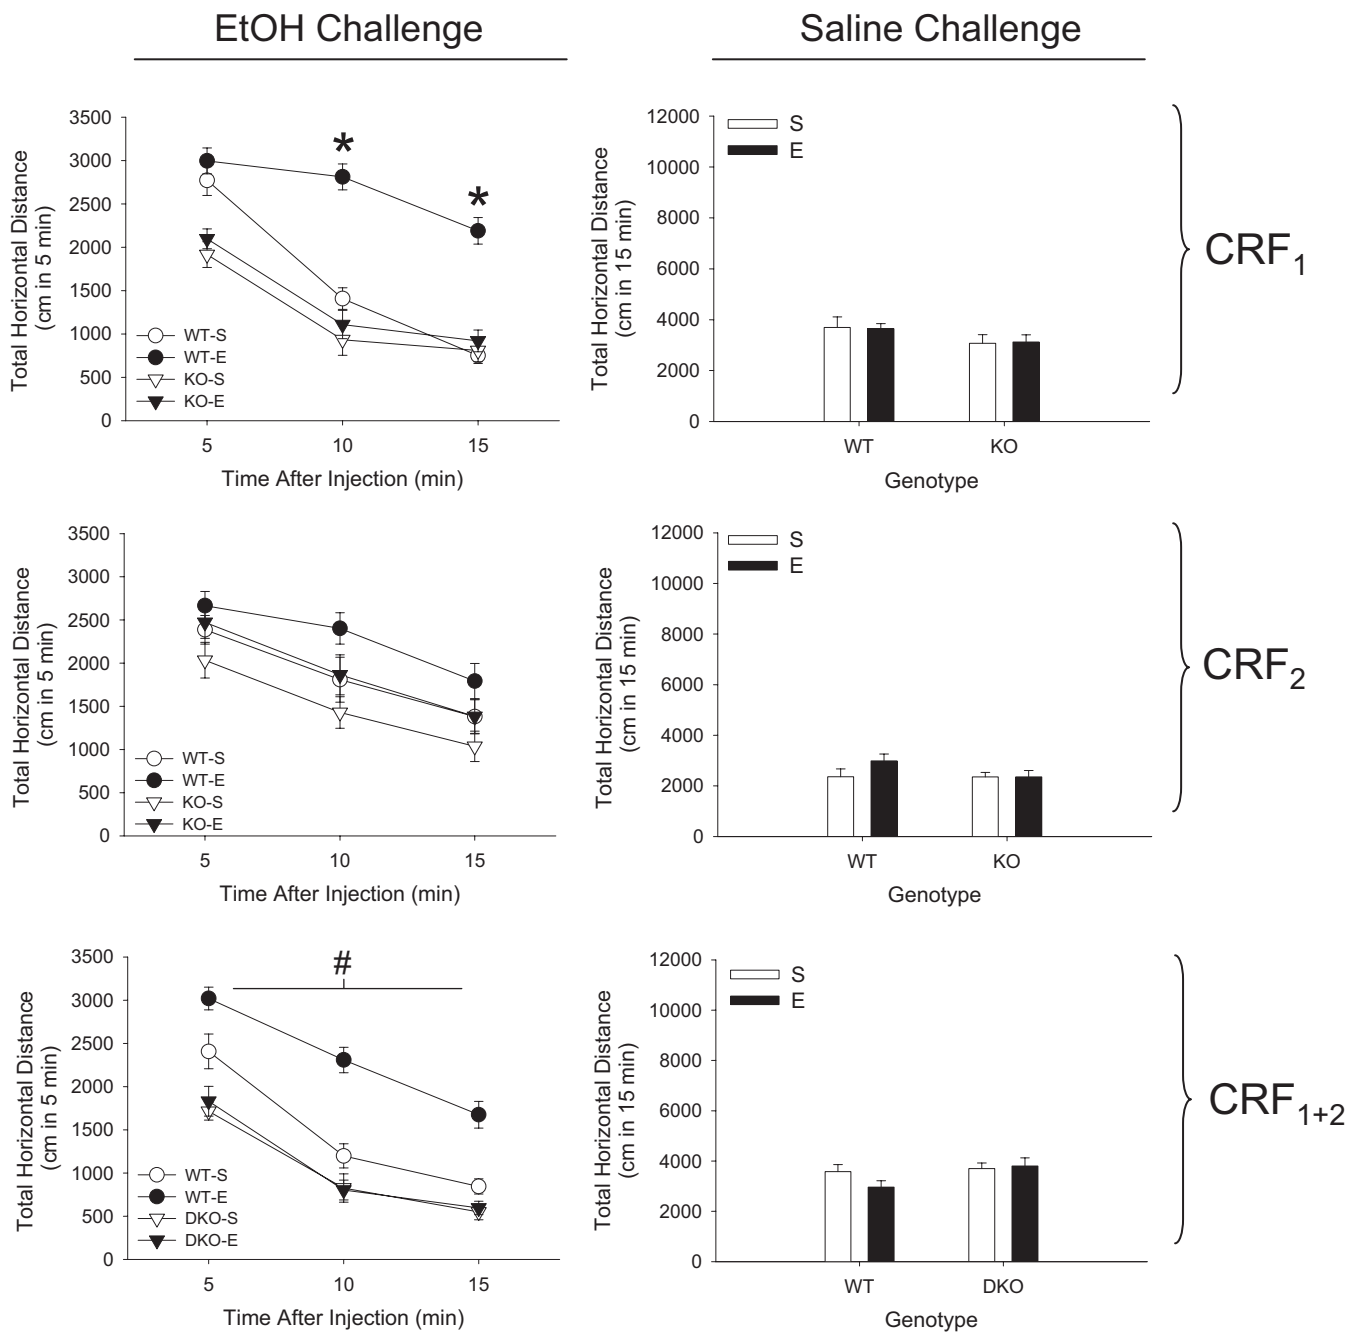 EtOH Challenge
Saline Challenge
3500
3000
2500
2000
1500
1000
500
0
Total Horizontal Distance
(cm in 5 min)
WT-S
WT-E
KO-S
KO-E
*
*
5
10
15
Time After Injection (min)
12000
10000
8000
6000
4000
2000
0
Total Horizontal Distance
(cm in 15 min)
S
E
WT
KO
Genotype
CRF1
3500
3000
2500
2000
1500
1000
500
0
Total Horizontal Distance
(cm in 5 min)
WT-S
WT-E
KO-S
KO-E
5
10
15
Time After Injection (min)
12000
10000
8000
6000
4000
2000
0
Total Horizontal Distance
(cm in 15 min)
S
E
WT
KO
Genotype
CRF2
3500
3000
2500
2000
1500
1000
500
0
Total Horizontal Distance
(cm in 5 min)
#
WT-S
WT-E
DKO-S
DKO-E
5
10
15
Time After Injection (min)
12000
10000
8000
6000
4000
2000
0
Total Horizontal Distance
(cm in 15 min)
S
E
WT
DKO
Genotype
CRF1+2